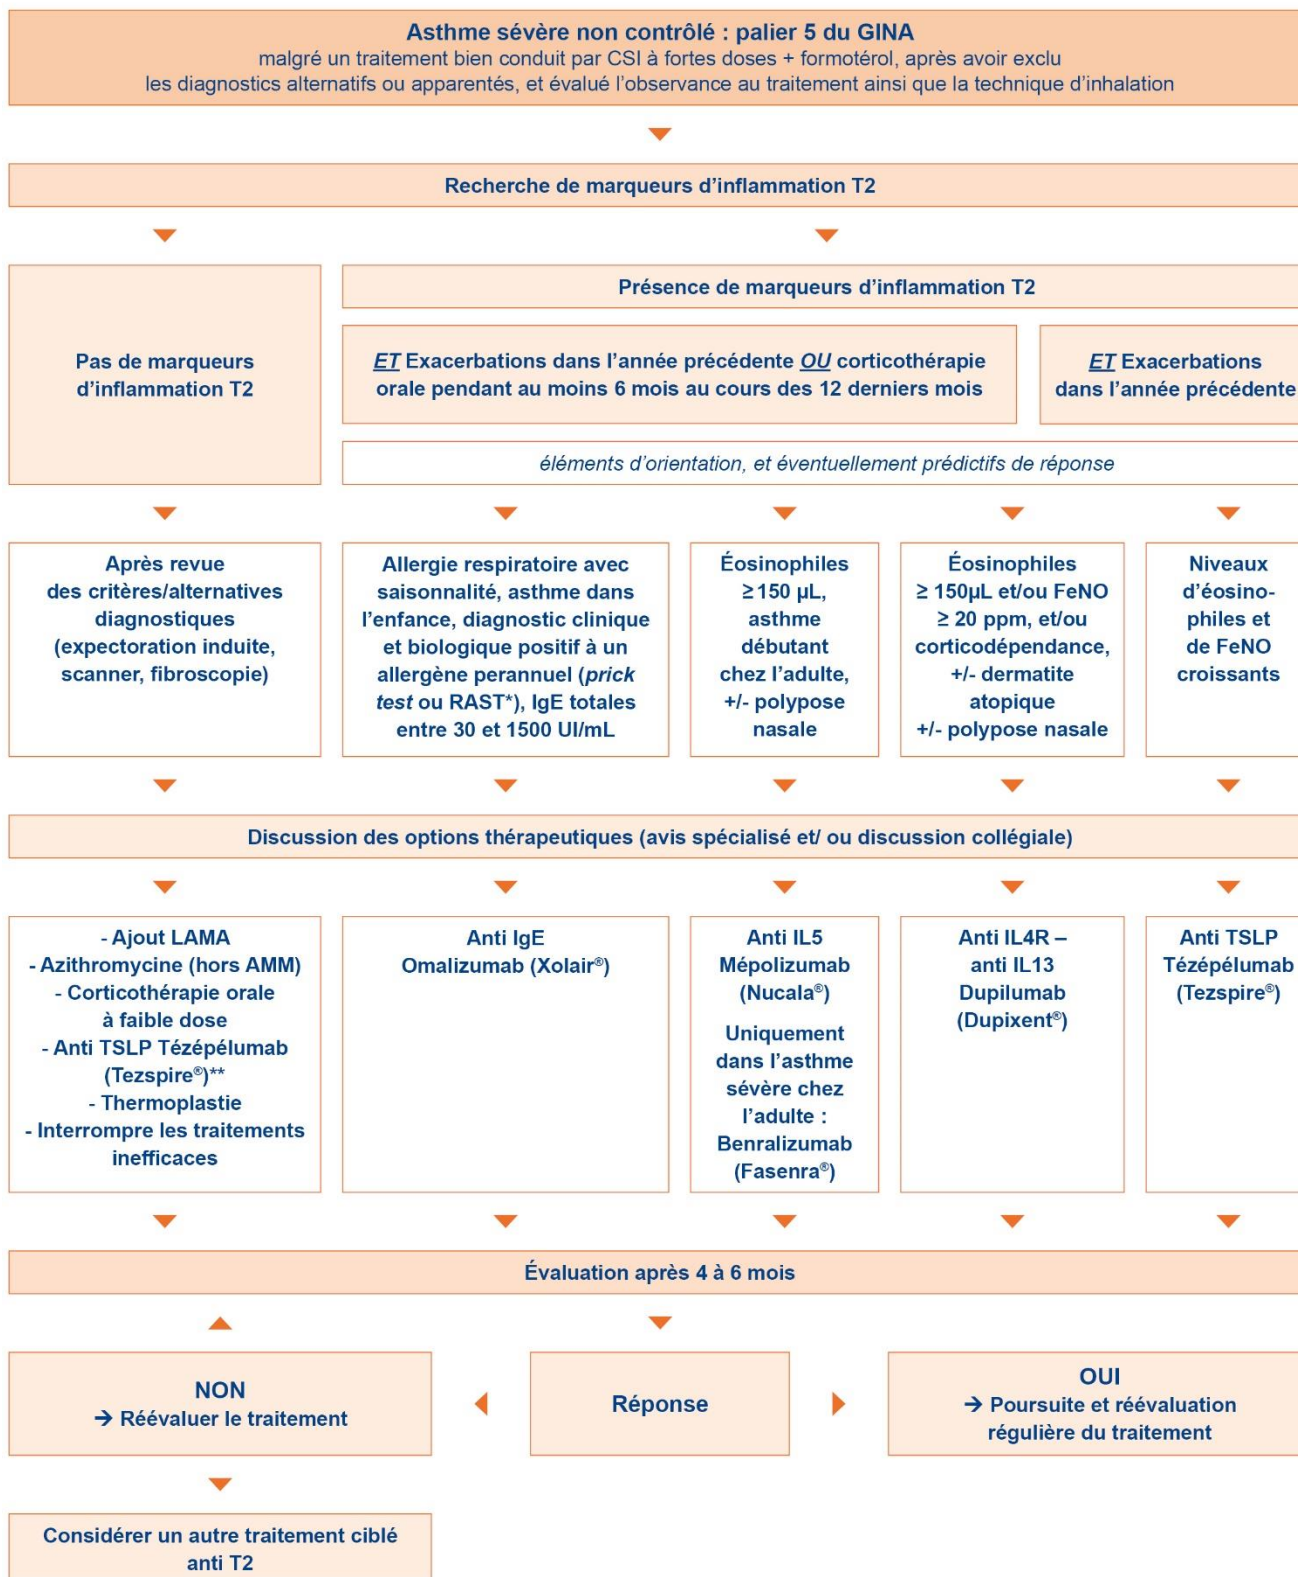 Asthme sévère non contrôlé : palier 5 du GINA
malgré un traitement bien conduit par CSI à fortes doses + formotérol, après avoir exclu
les diagnostics alternatifs ou apparentés, et évalué l’observance au traitement ainsi que la technique d’inhalation
Recherche de marqueurs d’inflammation T2
Pas de marqueurs
d’inflammation T2
Présence de marqueurs d’inflammation T2
ET Exacerbations dans l’année précédente OU corticothérapie
orale pendant au moins 6 mois au cours des 12 derniers mois
ET Exacerbations
dans l’année précédente
éléments d’orientation, et éventuellement prédictifs de réponse
Après revue
des critères/alternatives
diagnostiques
(expectoration induite,
scanner, fibroscopie)
Allergie respiratoire avec
saisonnalité, asthme dans
l’enfance, diagnostic clinique
et biologique positif à un
allergène perannuel (prick
test ou RAST*), IgE totales
entre 30 et 1500 UI/mL
Éosinophiles
≥ 150 µL,
asthme
débutant
chez l’adulte,
+/- polypose
nasale
Éosinophiles
≥ 150µL et/ou FeNO
≥ 20 ppm, et/ou
corticodépendance,
+/- dermatite
atopique
+/- polypose nasale
Niveaux
d’éosino-
philes et
de FeNO
croissants
Discussion des options thérapeutiques (avis spécialisé et/ ou discussion collégiale)
- Ajout LAMA
- Azithromycine (hors AMM)
- Corticothérapie orale
à faible dose
- Anti TSLP Tézépélumab
(Tezspire®)**
- Thermoplastie
- Interrompre les traitements
inefficaces
Anti IgE
Omalizumab (Xolair®)
Anti IL5
Mépolizumab
(Nucala®)
Uniquement
dans l’asthme
sévère chez
l’adulte :
Benralizumab
(Fasenra®)
Anti IL4R –
anti IL13
Dupilumab
(Dupixent®)
Anti TSLP
Tézépélumab
(Tezspire®)
Évaluation après 4 à 6 mois
NON
→ Réévaluer le traitement
Réponse
OUI
→ Poursuite et réévaluation
régulière du traitement
Considérer un autre traitement ciblé
anti T2